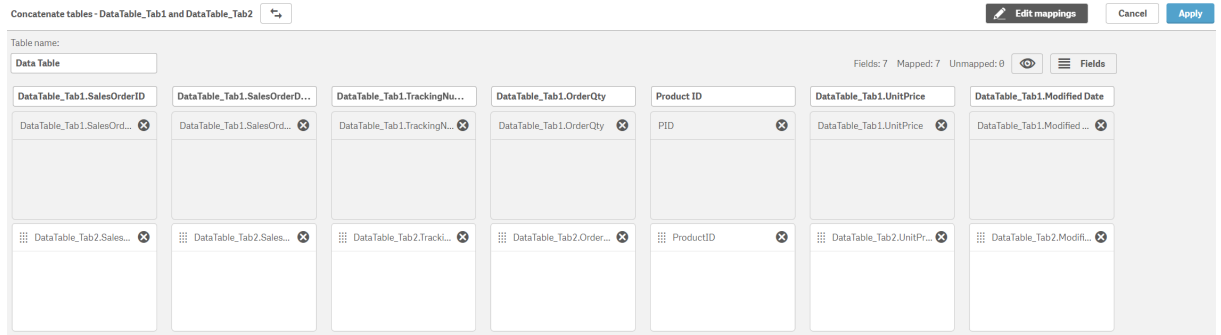 Concatenate tables - DataTable_Tab1 and DataTable_Tab2 Edit mappings Cancel Apply
Table name:
Data Table Fields: 7 Mapped: 7 Unmapped: 0 Fields
DataTable_Tab1.SalesOrderID DataTable_Tab1.SalesOrderD... DataTable_Tab1.TrackingNu... DataTable_Tab1.OrderQty Product ID DataTable_Tab1.UnitPrice DataTable_Tab1.Modified Date
DataTable_Tab1.SalesOrd... DataTable_Tab1.SalesOrd... DataTable_Tab1.TrackingN... DataTable_Tab1.OrderQty PID DataTable_Tab1.UnitPrice DataTable_Tab1.Modified ...
DataTable_Tab2.Sales... DataTable_Tab2.Sales... DataTable_Tab2.Tracki... DataTable_Tab2.Order... ProductID DataTable_Tab2.UnitPr... DataTable_Tab2.Modifi...